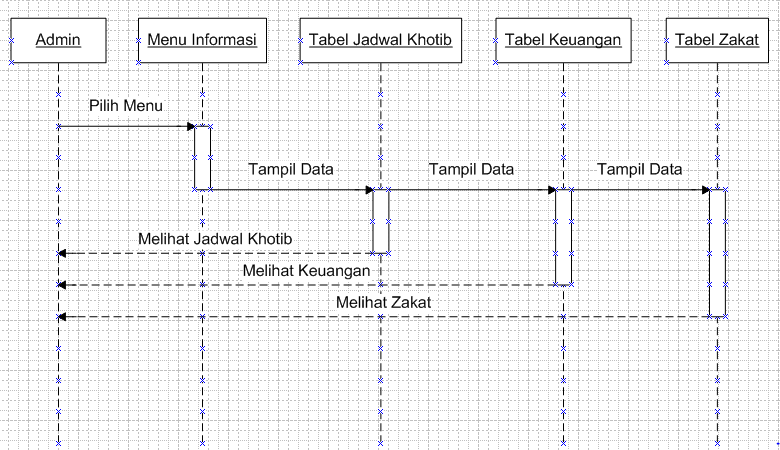 Admin
Menu Informasi
Tabel Jadwal Khotib
Tabel Keuangan
Tabel Zakat
Pilih Menu
Tampil Data
Tampil Data
Tampil Data
Melihat Jadwal Khotib
Melihat Keuangan
Melihat Zakat